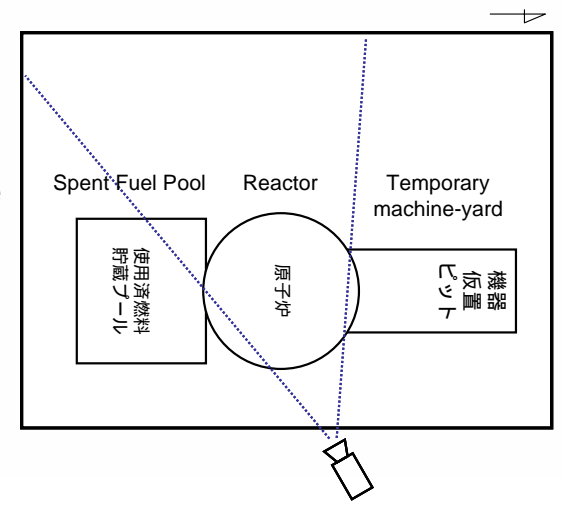 Spent Fuel Pool
Reactor
Temporary
machine-yard
使用済燃料
貯蔵プール
原子炉
機器
仮置
ピット